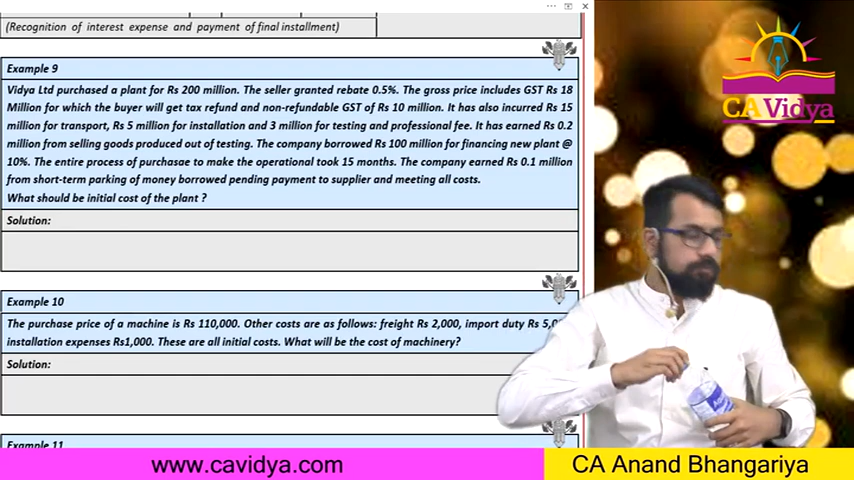 (Recognition of interest expense and payment of final installment)
Example 9
Vidya Ltd purchased a plant for Rs 200 million. The seller granted rebate 0.5%. The gross price includes GST Rs 18
Million for which the buyer will get tax refund and non-refundable GST of Rs 10 million. It has also incurred Rs 15
million for transport, Rs 5 million for installation and 3 million for testing and professional fee. It has earned Rs 0.2
million from selling goods produced out of testing. The company borrowed Rs 100 million for financing new plant @
10%. The entire process of purchasae to make the operational took 15 months. The company earned Rs 0.1 million
from short-term parking of money borrowed pending payment to supplier and meeting all costs.
What should be initial cost of the plant ?
Solution:
Example 10
The purchase price of a machine is Rs 110,000. Other costs are as follows: freight Rs 2,000, import duty Rs
installation expenses Rs1,000. These are all initial costs. What will be the cost of machinery?
Solution:
Example 11
CA Vidya
www.cavidya.com
CA Anand Bhangariya